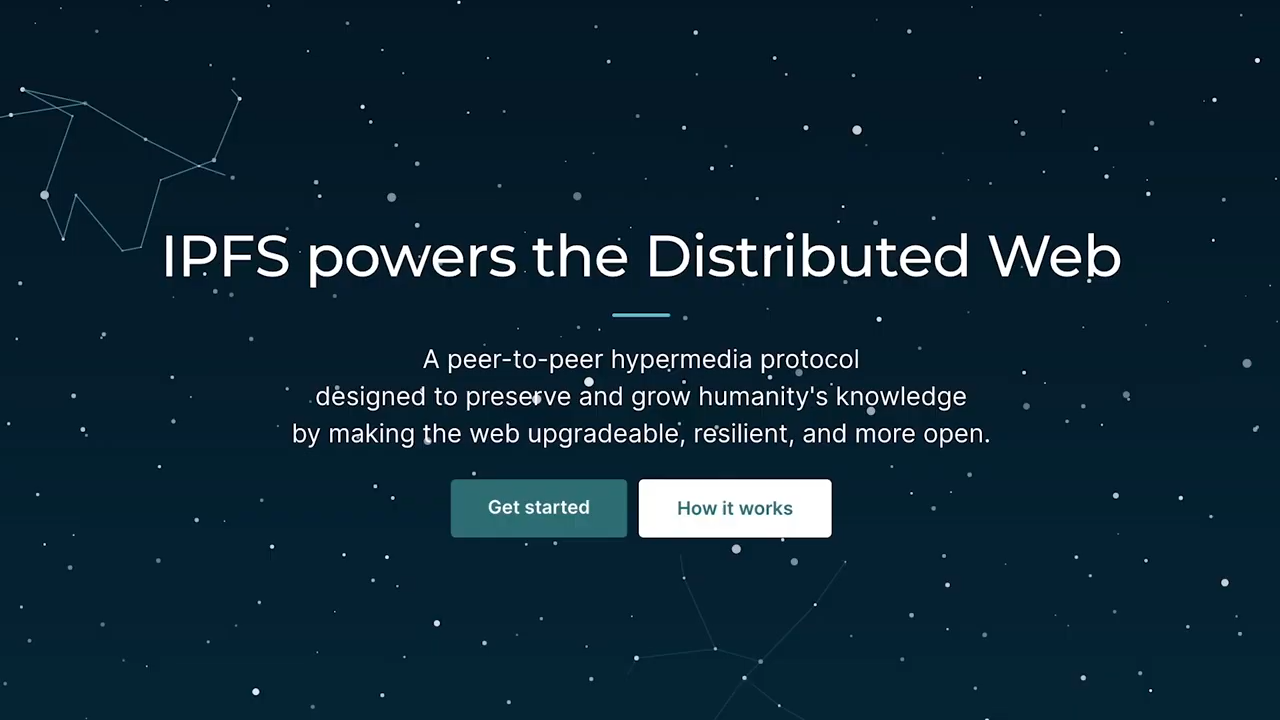 IPFS powers the Distributed Web
A peer-to-peer hypermedia protocol
designed to preserve and grow humanity's knowledge
by making the web upgradeable, resilient, and more open.
Get started
How it works